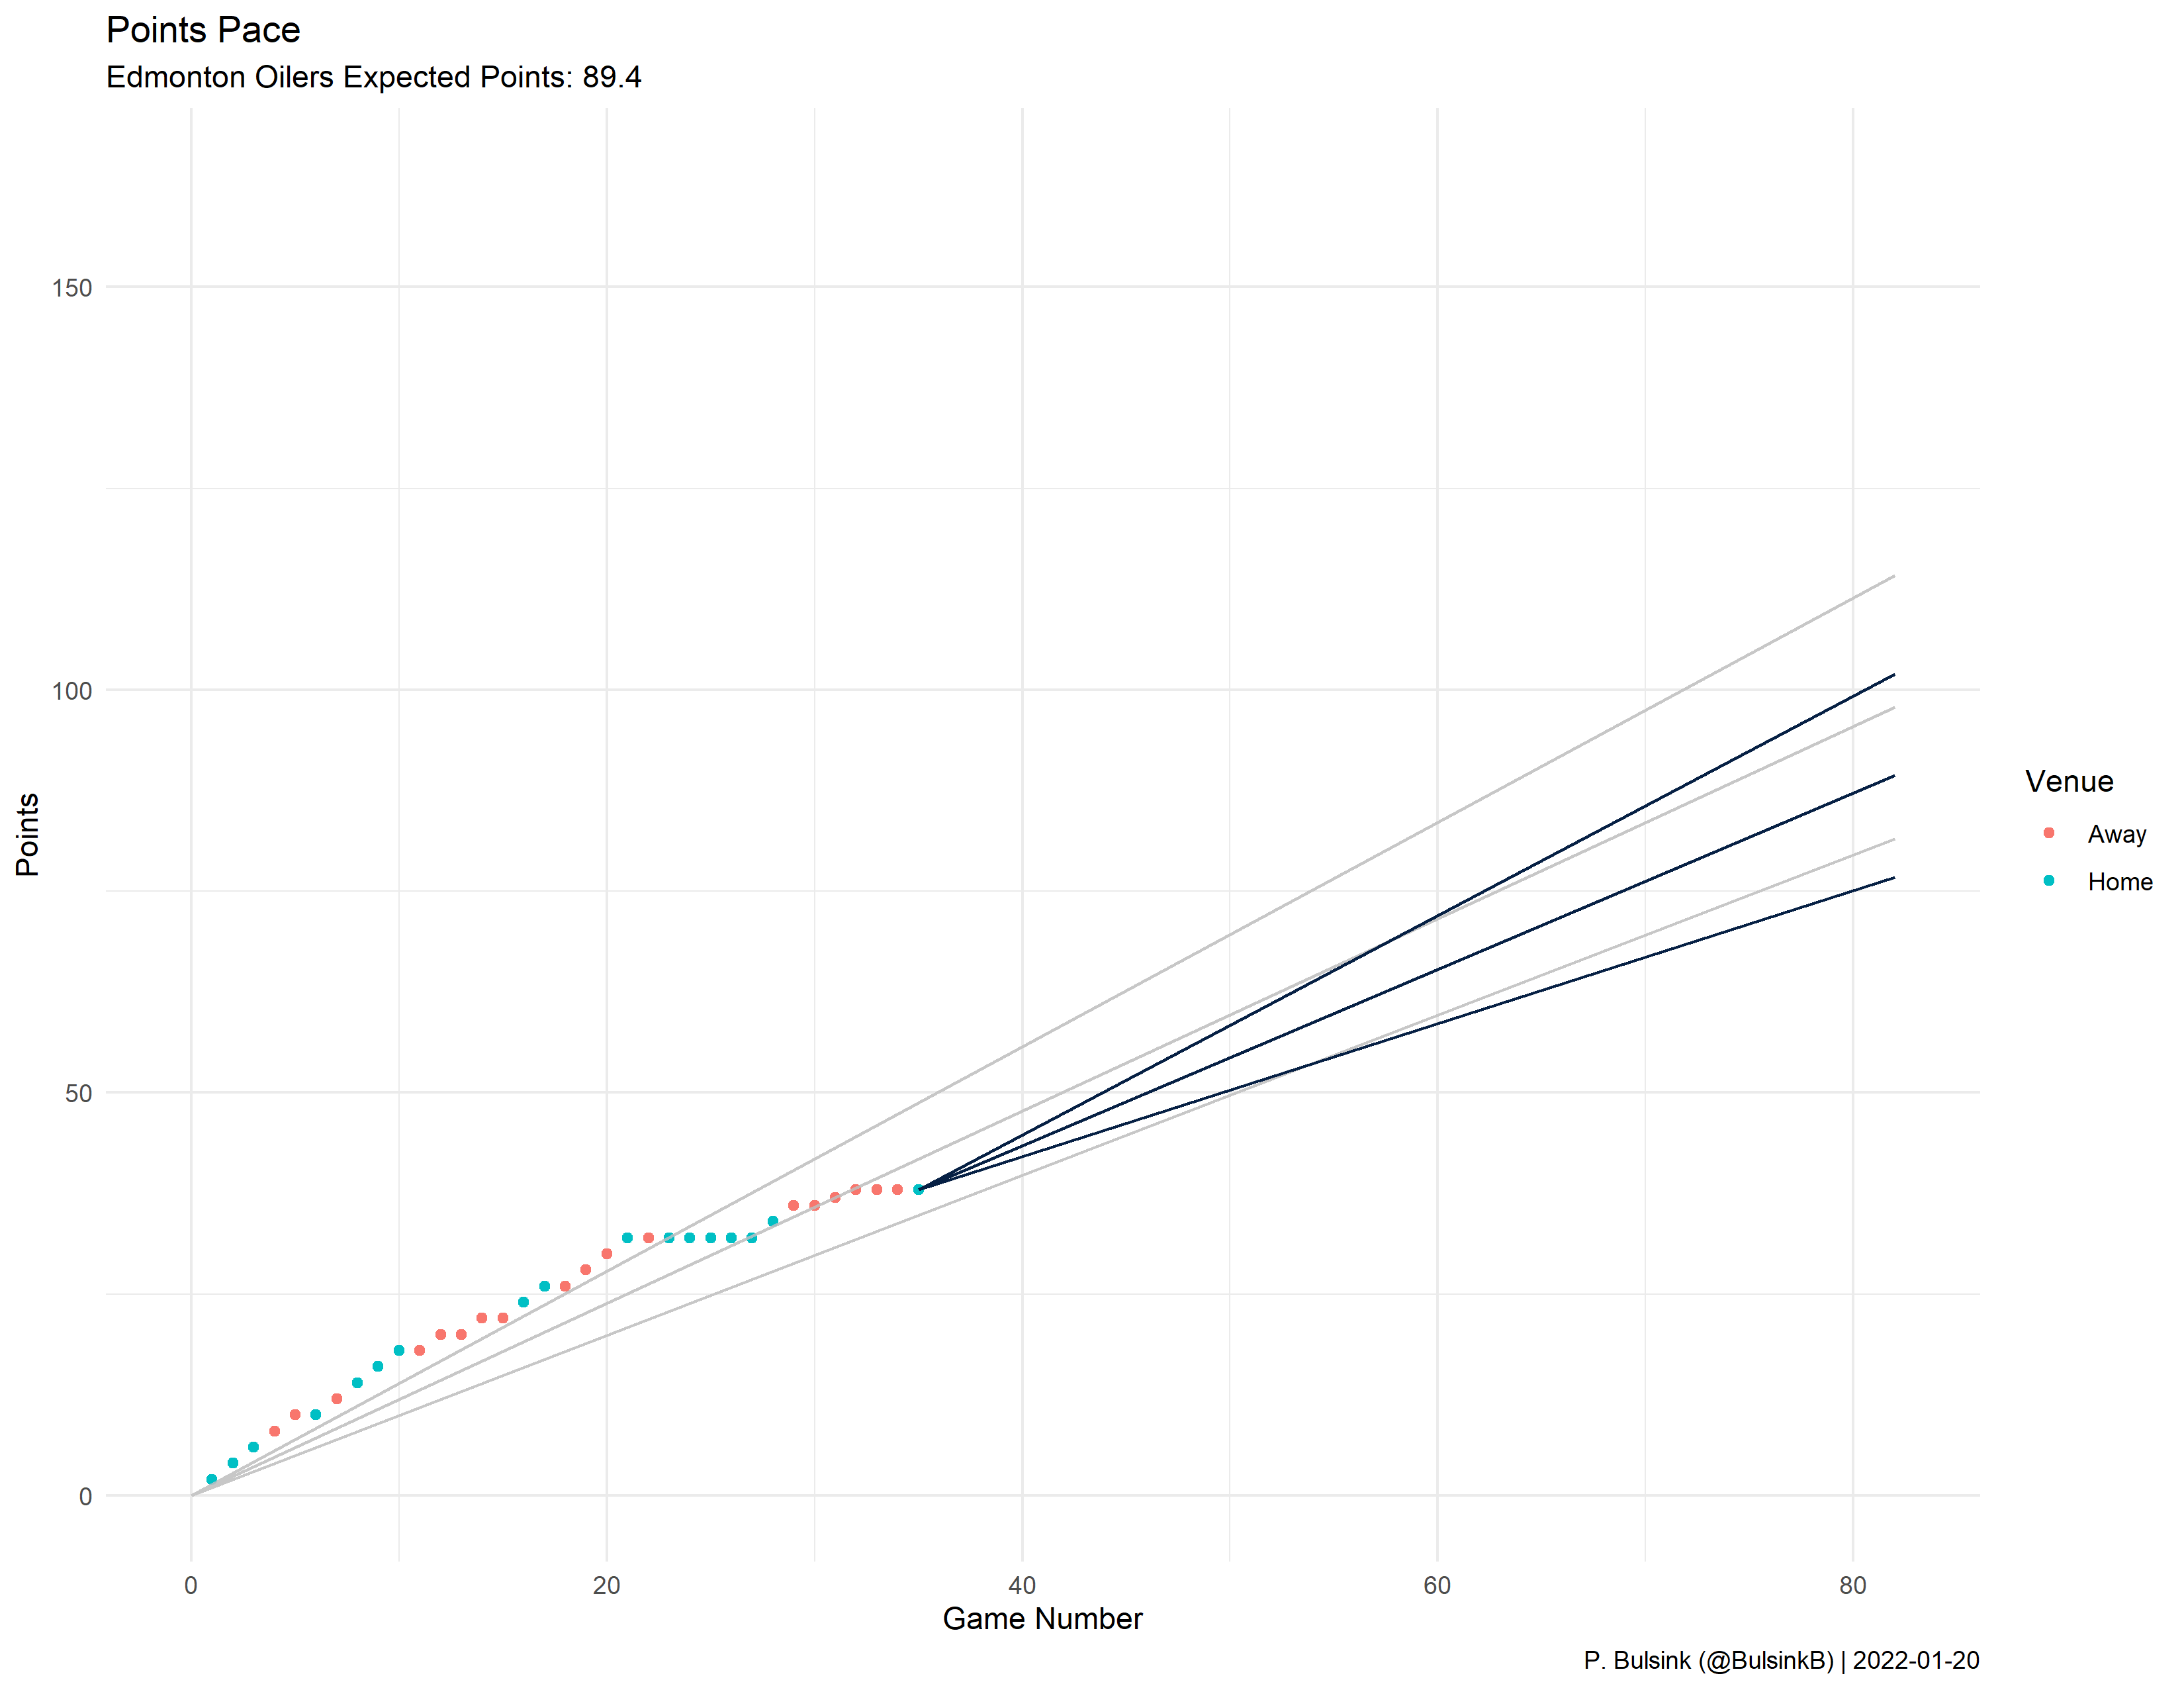 Points Pace
Edmonton Oilers Expected Points: 89.4
150
100
50
0
Points
0 20 40 60 80
Game Number
Venue
Away
Home
P. Bulsink (@BulsinkB) | 2022-01-20